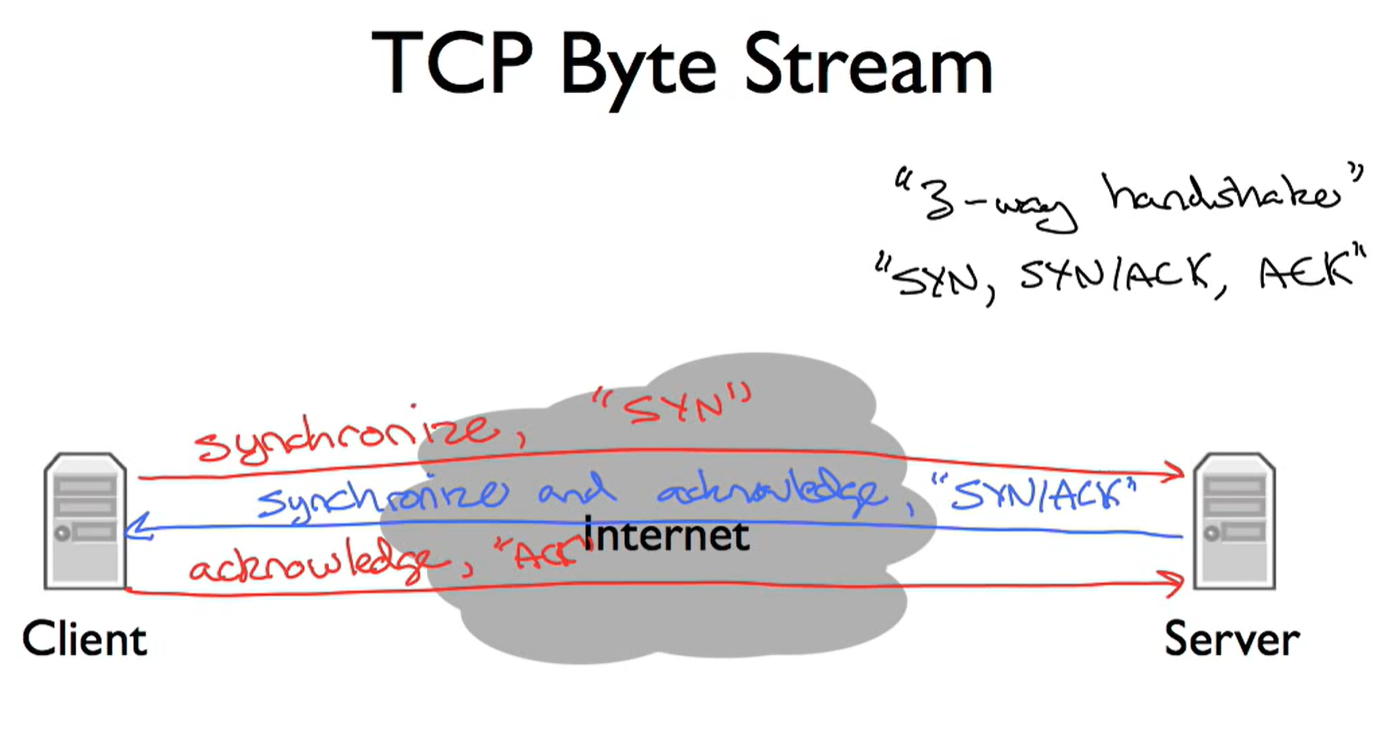 TCP Byte Stream
“3-way handshake”
“SYN, SYN/ACK, ACK”
synchronize, “SYN”
synchronize and acknowledge, “SYN/ACK”
Internet
acknowledge, “ACK”
Client
Server